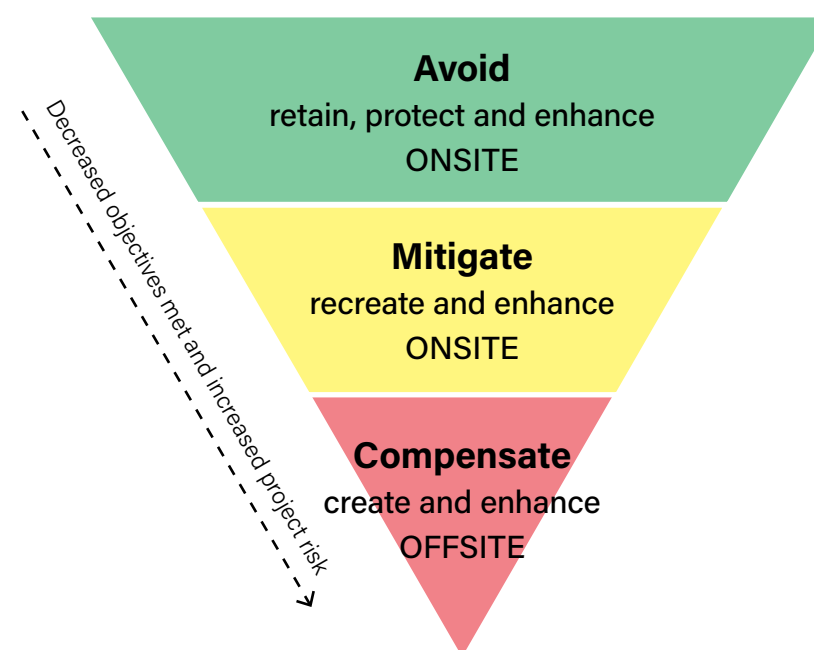 Avoid
retain, protect and enhance
ONSITE
Mitigate
recreate and enhance
ONSITE
Compensate
create and enhance
OFFSITE
Decreased objectives met and increased project risk